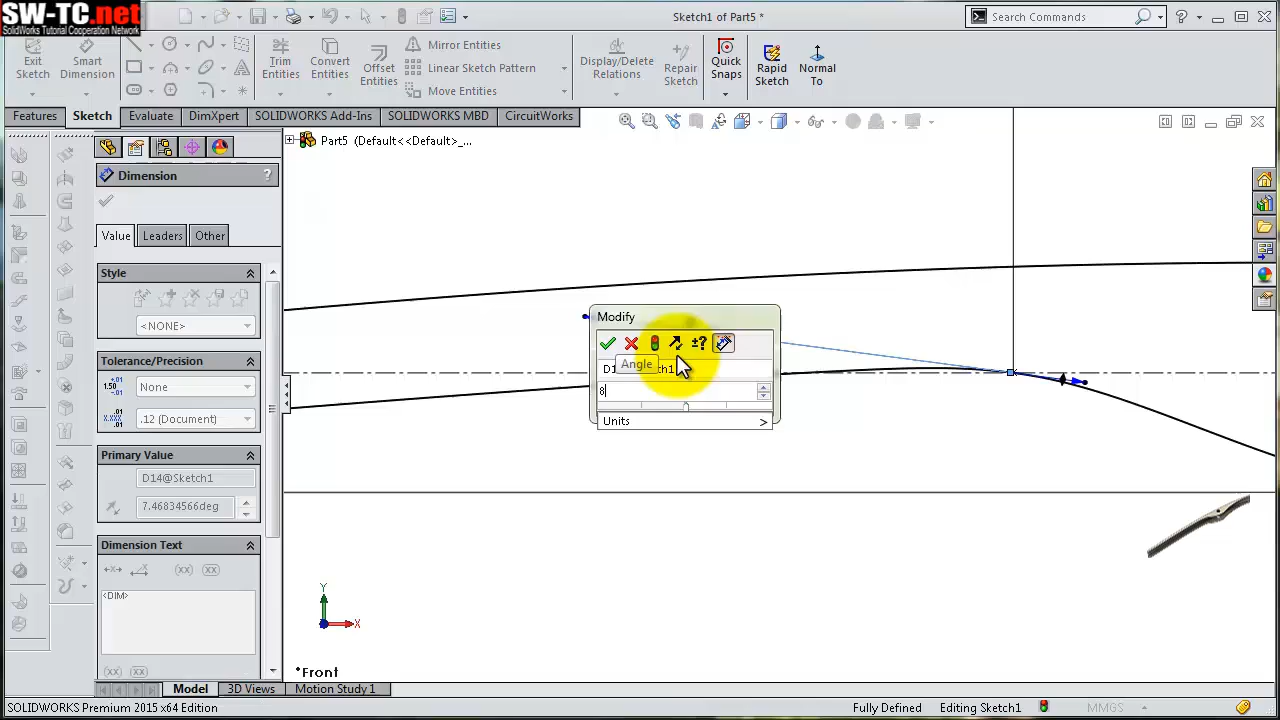 SW-TC.net
SolidWorks Tutorial Cooperation Network
Sketch1 of Part5
Search Commands
Exit Sketch
Smart Dimension
Trim Entities
Convert Entities
Offset Entities
Mirror Entities
Linear Sketch Pattern
Move Entities
Display/Delete Relations
Repair Sketch
Quick Snaps
Rapid Sketch
Normal To
Features
Sketch
Evaluate
DimXpert
SOLIDWORKS Add-Ins
SOLIDWORKS MBD
CircuitWorks
Part5 (Default<<Default>_...
Dimension
?
Value
Leaders
Other
Style
<NONE>
Tolerance/Precision
None
.12 (Document)
Primary Value
D14@Sketch1
7.46834566deg
Dimension Text
<DIM>
Modify
Angle
8
Units
>
Y
X
*Front
Model
3D Views
Motion Study 1
SOLIDWORKS Premium 2015 x64 Edition
Fully Defined
Editing Sketch1
MMGS